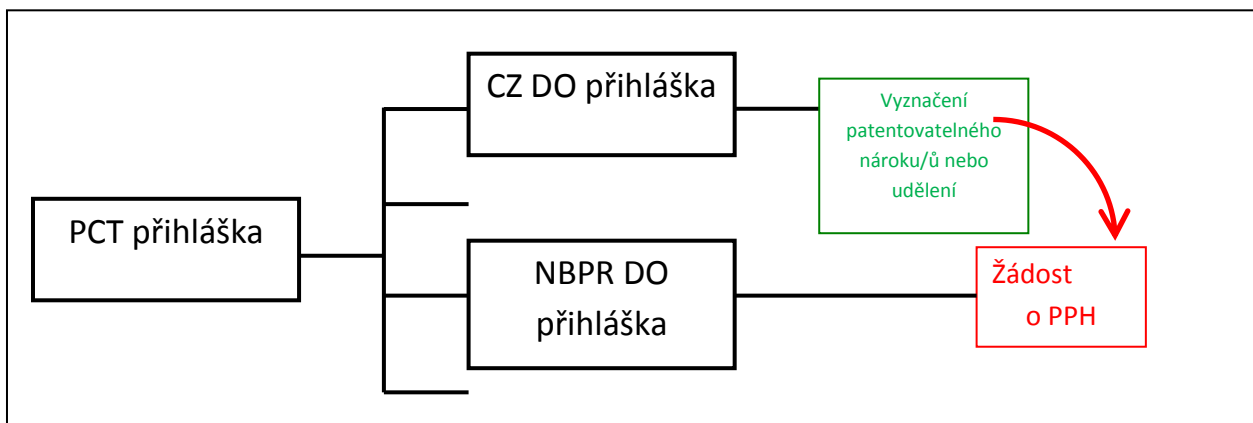 CZ DO přihláška
Vyznačení
patentovatelného
nároku/ů nebo
udělení
PCT přihláška
NBPR DO
přihláška
Žádost
o PPH